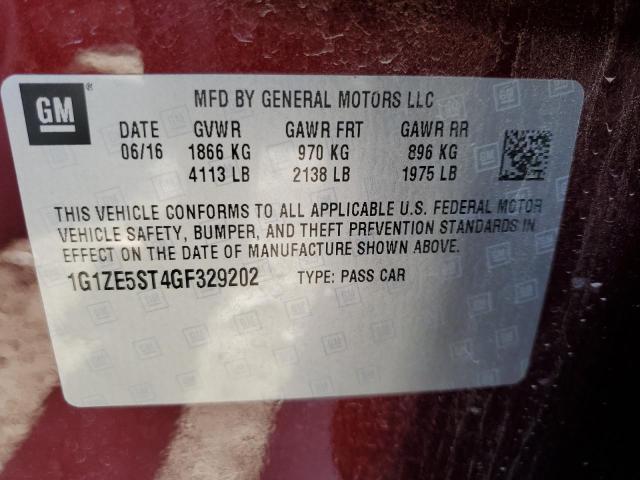 GM
MFD BY GENERAL MOTORS LLC
DATE GVWR GAWR FRT GAWR RR
06/16 1866 KG 970 KG 896 KG
4113 LB 2138 LB 1975 LB
THIS VEHICLE CONFORMS TO ALL APPLICABLE U.S. FEDERAL MOTOR
VEHICLE SAFETY, BUMPER, AND THEFT PREVENTION STANDARDS IN
EFFECT ON THE DATE OF MANUFACTURE SHOWN ABOVE.
1G1ZE5ST4GF329202 TYPE: PASS CAR